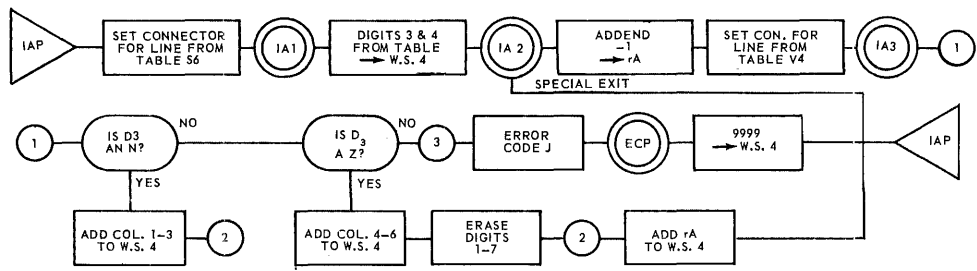 IAP
SET CONNECTOR
FOR LINE FROM
TABLE S6
IA1
DIGITS 3 & 4
FROM TABLE
→ W.S. 4
IA 2
ADDEND
-1
→ rA
SET CON. FOR
LINE FROM
TABLE V4
IA3
1
SPECIAL EXIT
1
IS D3
AN N?
NO
YES
IS D3
A Z?
NO
YES
3
ERROR
CODE J
ECP
9999
→ W.S. 4
IAP
ADD COL. 1-3
TO W.S. 4
2
ADD COL. 4-6
TO W.S. 4
ERASE
DIGITS
1-7
2
ADD rA
TO W.S. 4